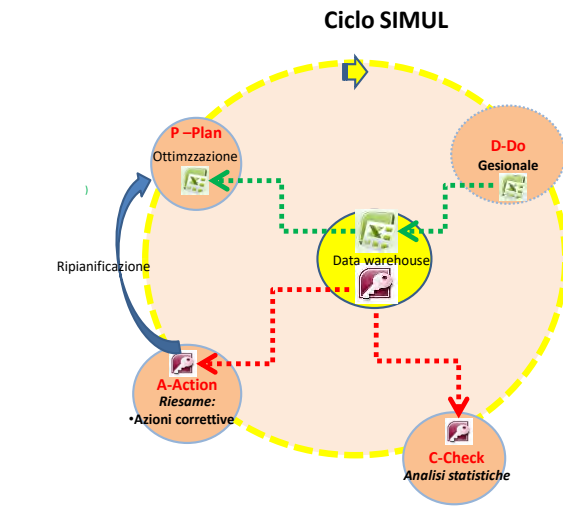 Ciclo SIMUL
P –Plan
Ottimzzazione
D-Do
Gesionale
)
Data warehouse
Ripianificazione
A-Action
Riesame:
•Azioni correttive
C-Check
Analisi statistiche